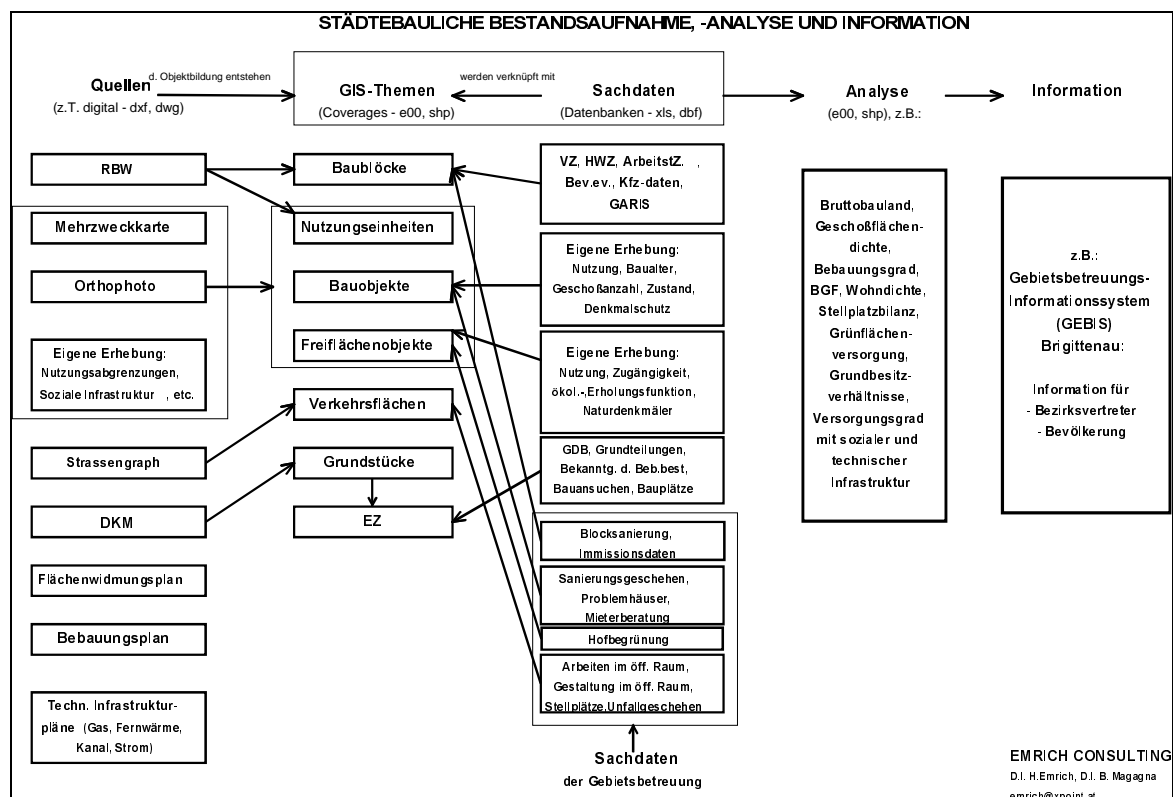 STÄDTEBAULICHE BESTANDSAUFNAHME, -ANALYSE UND INFORMATION
Quellen
(z.T. digital - dxf, dwg)
d. Objektbildung entstehen
GIS-Themen
(Coverages - e00, shp)
werden verknüpft mit
Sachdaten
(Datenbanken - xls, dbf)
Analyse
(e00, shp), z.B.:
Information
RBW
Mehrzweckkarte
Orthophoto
Eigene Erhebung:
Nutzungsabgrenzungen,
Soziale Infrastruktur , etc.
Strassengraph
DKM
Flächenwidmungsplan
Bebauungsplan
Techn. Infrastruktur-
pläne (Gas, Fernwärme,
Kanal, Strom)
Baublöcke
Nutzungseinheiten
Bauobjekte
Freiflächenobjekte
Verkehrsflächen
Grundstücke
EZ
VZ, HWZ, ArbeitstZ. ,
Bev.ev., Kfz-daten,
GARIS
Eigene Erhebung:
Nutzung, Baualter,
Geschoßanzahl, Zustand,
Denkmalschutz
Eigene Erhebung:
Nutzung, Zugängigkeit,
ökol.-,Erholungsfunktion,
Naturdenkmäler
GDB, Grundteilungen,
Bekanntg. d. Beb.best,
Bauansuchen, Bauplätze
Blocksanierung,
Immissionsdaten
Sanierungsgeschehen,
Problemhäuser,
Mieterberatung
Hofbegrünung
Arbeiten im öff. Raum,
Gestaltung im öff. Raum,
Stellplätze,Unfallgeschehen
Sachdaten
der Gebietsbetreuung
Bruttobauland,
Geschoßflächen-
dichte,
Bebauungsgrad,
BGF, Wohndichte,
Stellplatzbilanz,
Grünflächen-
versorgung,
Grundbesitz-
verhältnisse,
Versorgungsgrad
mit sozialer und
technischer
Infrastruktur
z.B.:
Gebietsbetreuungs-
Informationssystem
(GEBIS)
Brigittenau:
Information für
- Bezirksvertreter
- Bevölkerung
EMRICH CONSULTING
D.I. H.Emrich, D.I. B. Magagna
emrich@xpoint.at